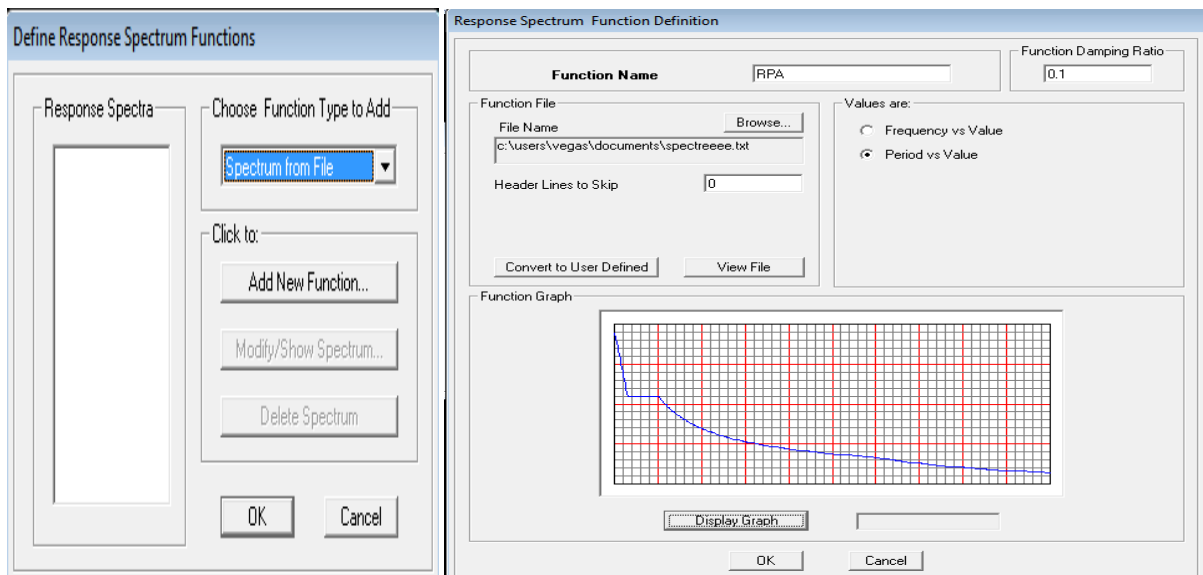 Define Response Spectrum Functions
Response Spectra
Choose Function Type to Add
Spectrum from File
Click to:
Add New Function...
Modify/Show Spectrum...
Delete Spectrum
OK
Cancel
Response Spectrum Function Definition
Function Name
RPA
Function Damping Ratio
0.1
Function File
File Name
Browse...
c:\users\vegas\documents\spectreeee.txt
Header Lines to Skip
0
Convert to User Defined
View File
Values are:
Frequency vs Value
Period vs Value
Function Graph
Display Graph
OK
Cancel